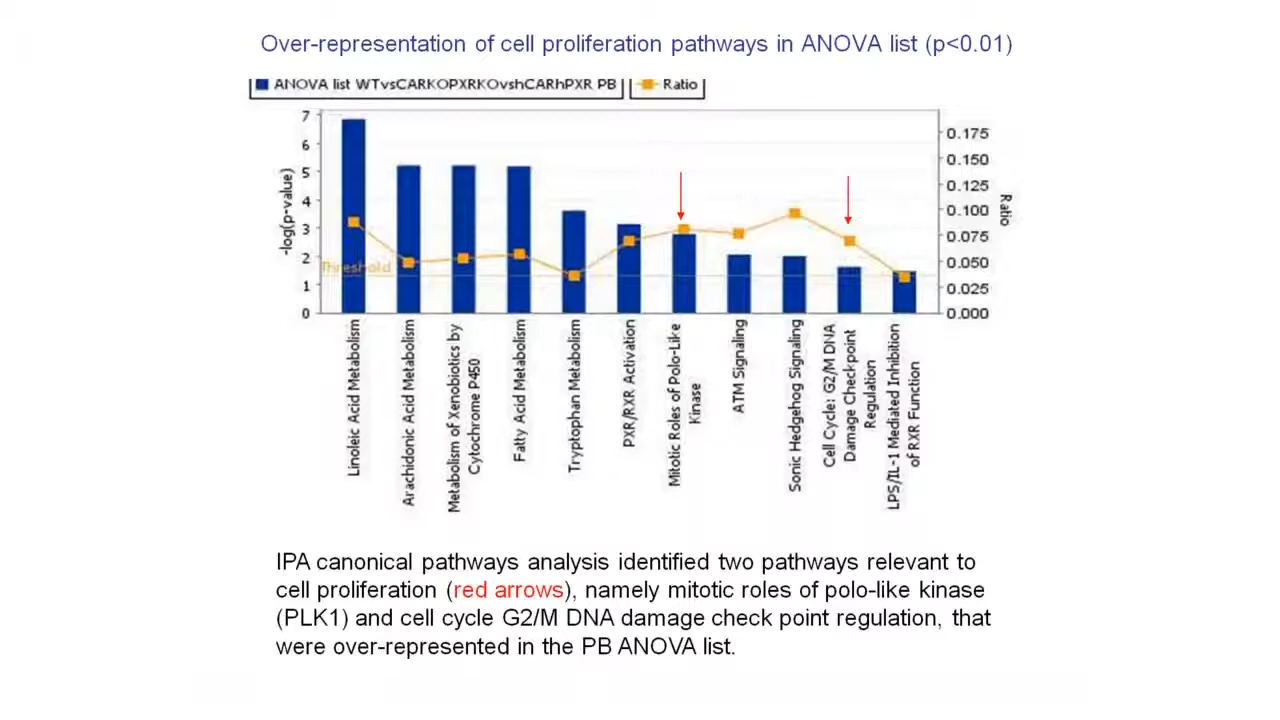 Over-representation of cell proliferation pathways in ANOVA list (p<0.01)
ANOVA list WTvsCARKOPXRKOvshCARhPXR PB
Ratio
7
6
5
4
3
2
1
0
-log(p-value)
Threshold
0.175
0.150
0.125
0.100
0.075
0.050
0.025
0.000
Ratio
Linoleic Acid Metabolism
Arachidonic Acid Metabolism
Metabolism of Xenobiotics by
Cytochrome P450
Fatty Acid Metabolism
Tryptophan Metabolism
PXR/RXR Activation
Mitotic Roles of Polo-Like
Kinase
ATM Signaling
Sonic Hedgehog Signaling
Cell Cycle: G2/M DNA
Damage Checkpoint
Regulation
LPS/IL-1 Mediated Inhibition
of RXR Function
IPA canonical pathways analysis identified two pathways relevant to
cell proliferation (red arrows), namely mitotic roles of polo-like kinase
(PLK1) and cell cycle G2/M DNA damage check point regulation, that
were over-represented in the PB ANOVA list.